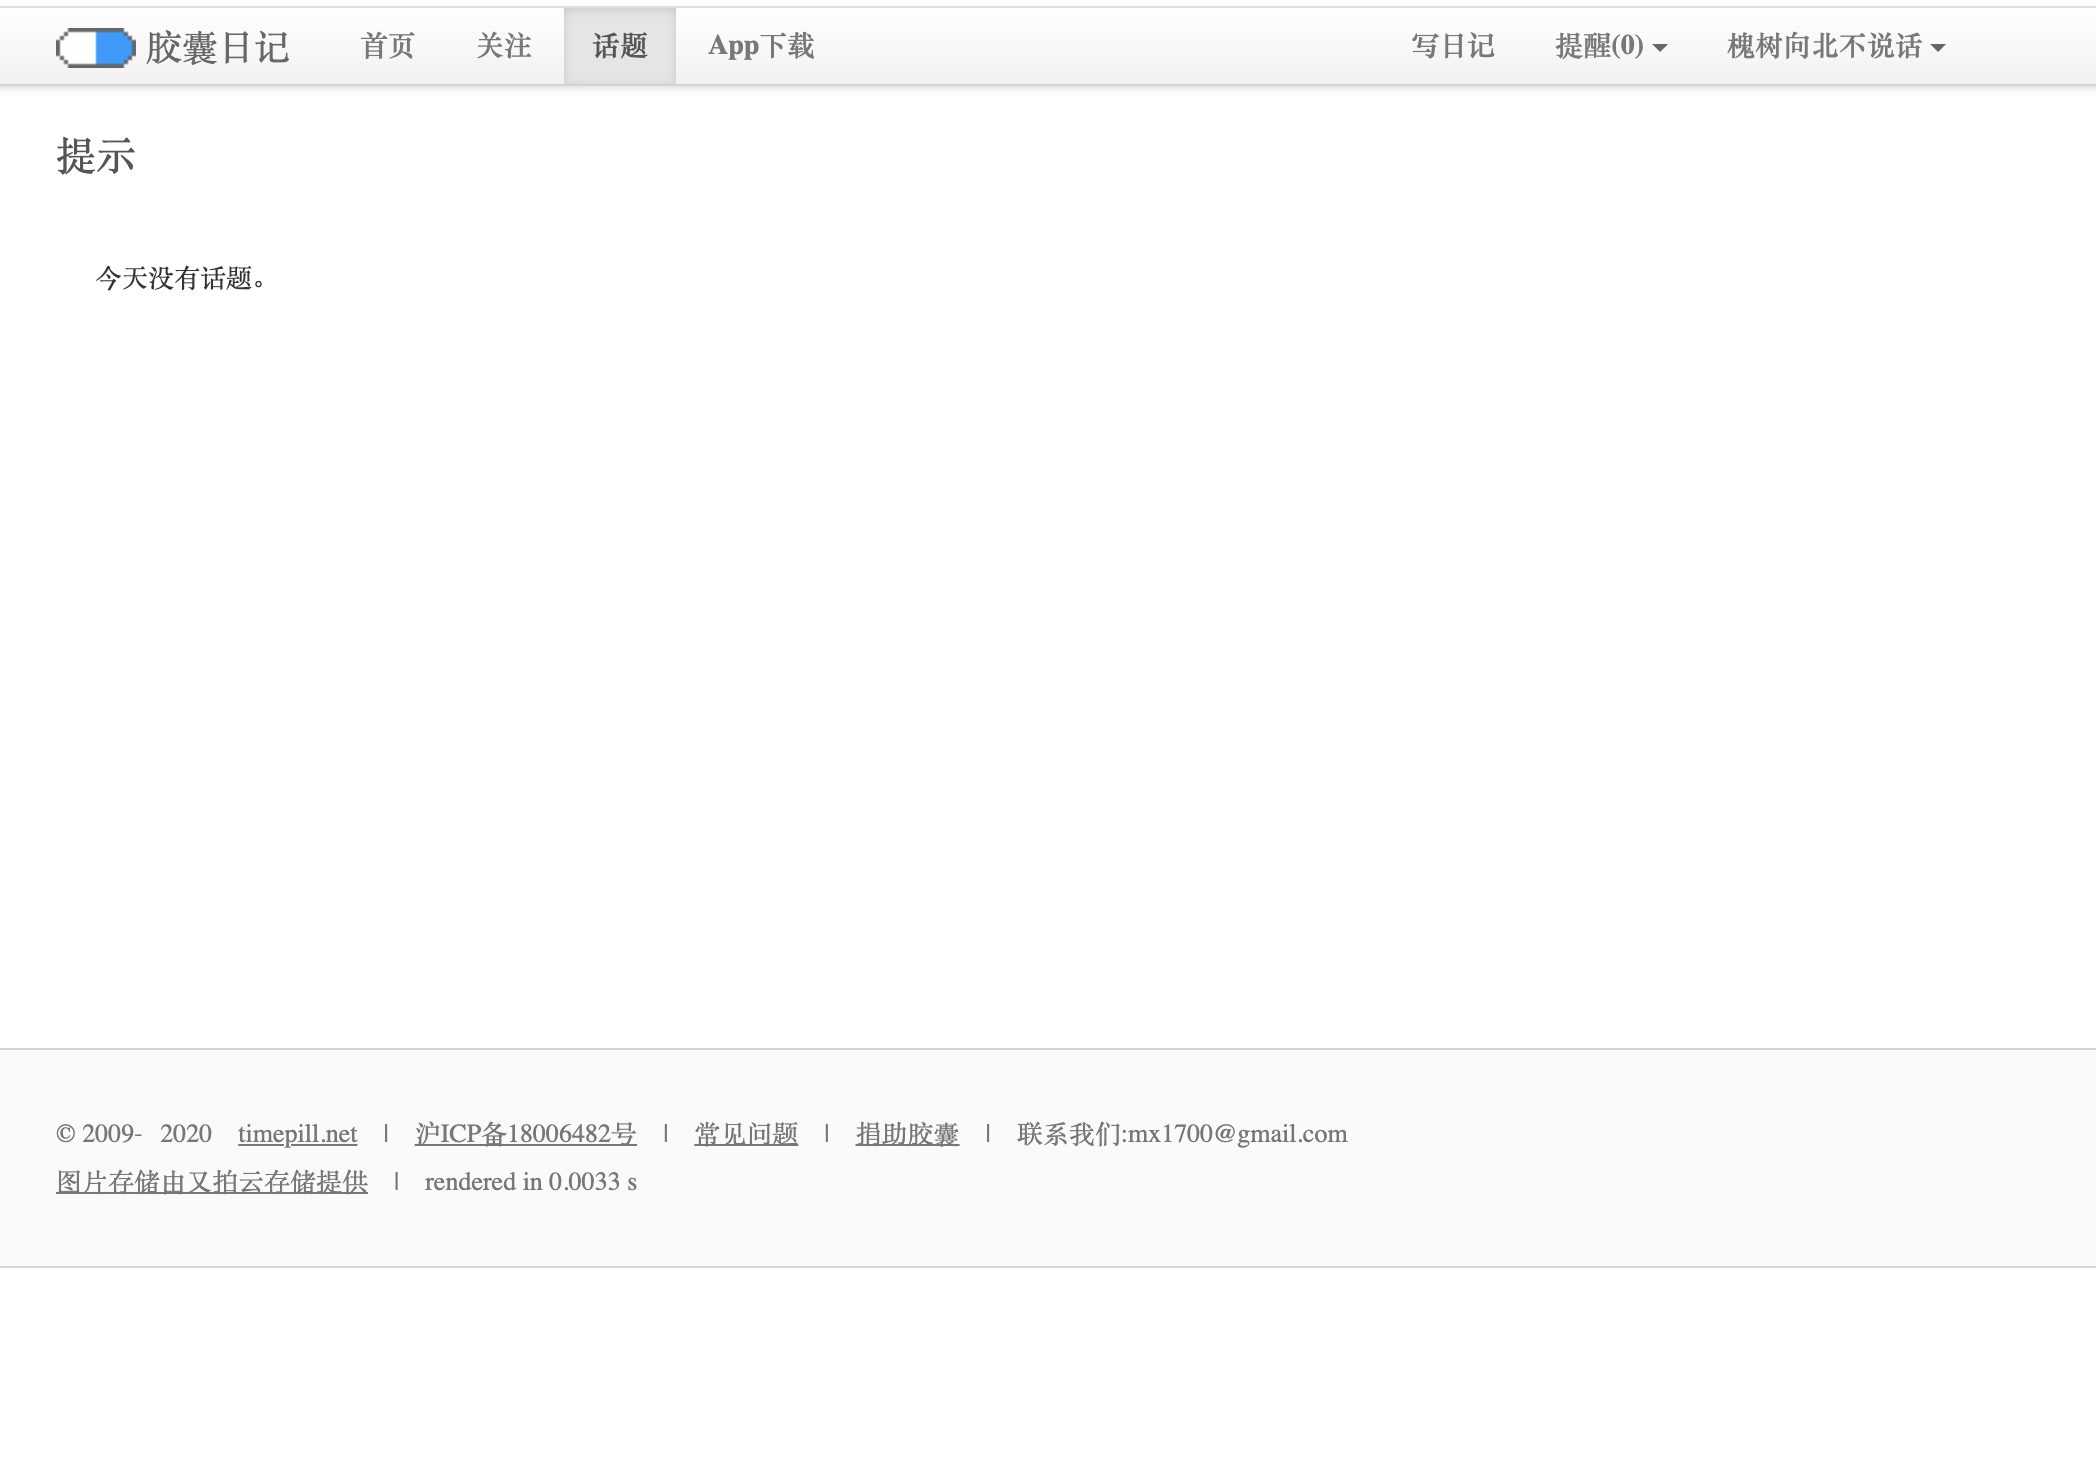 胶囊日记 首页 关注 话题 App下载 写日记 提醒(0) 槐树向北不说话
提示
今天没有话题。
© 2009- 2020 timepill.net | 沪ICP备18006482号 | 常见问题 | 捐助胶囊 | 联系我们:mx1700@gmail.com
图片存储由又拍云存储提供 | rendered in 0.0033 s